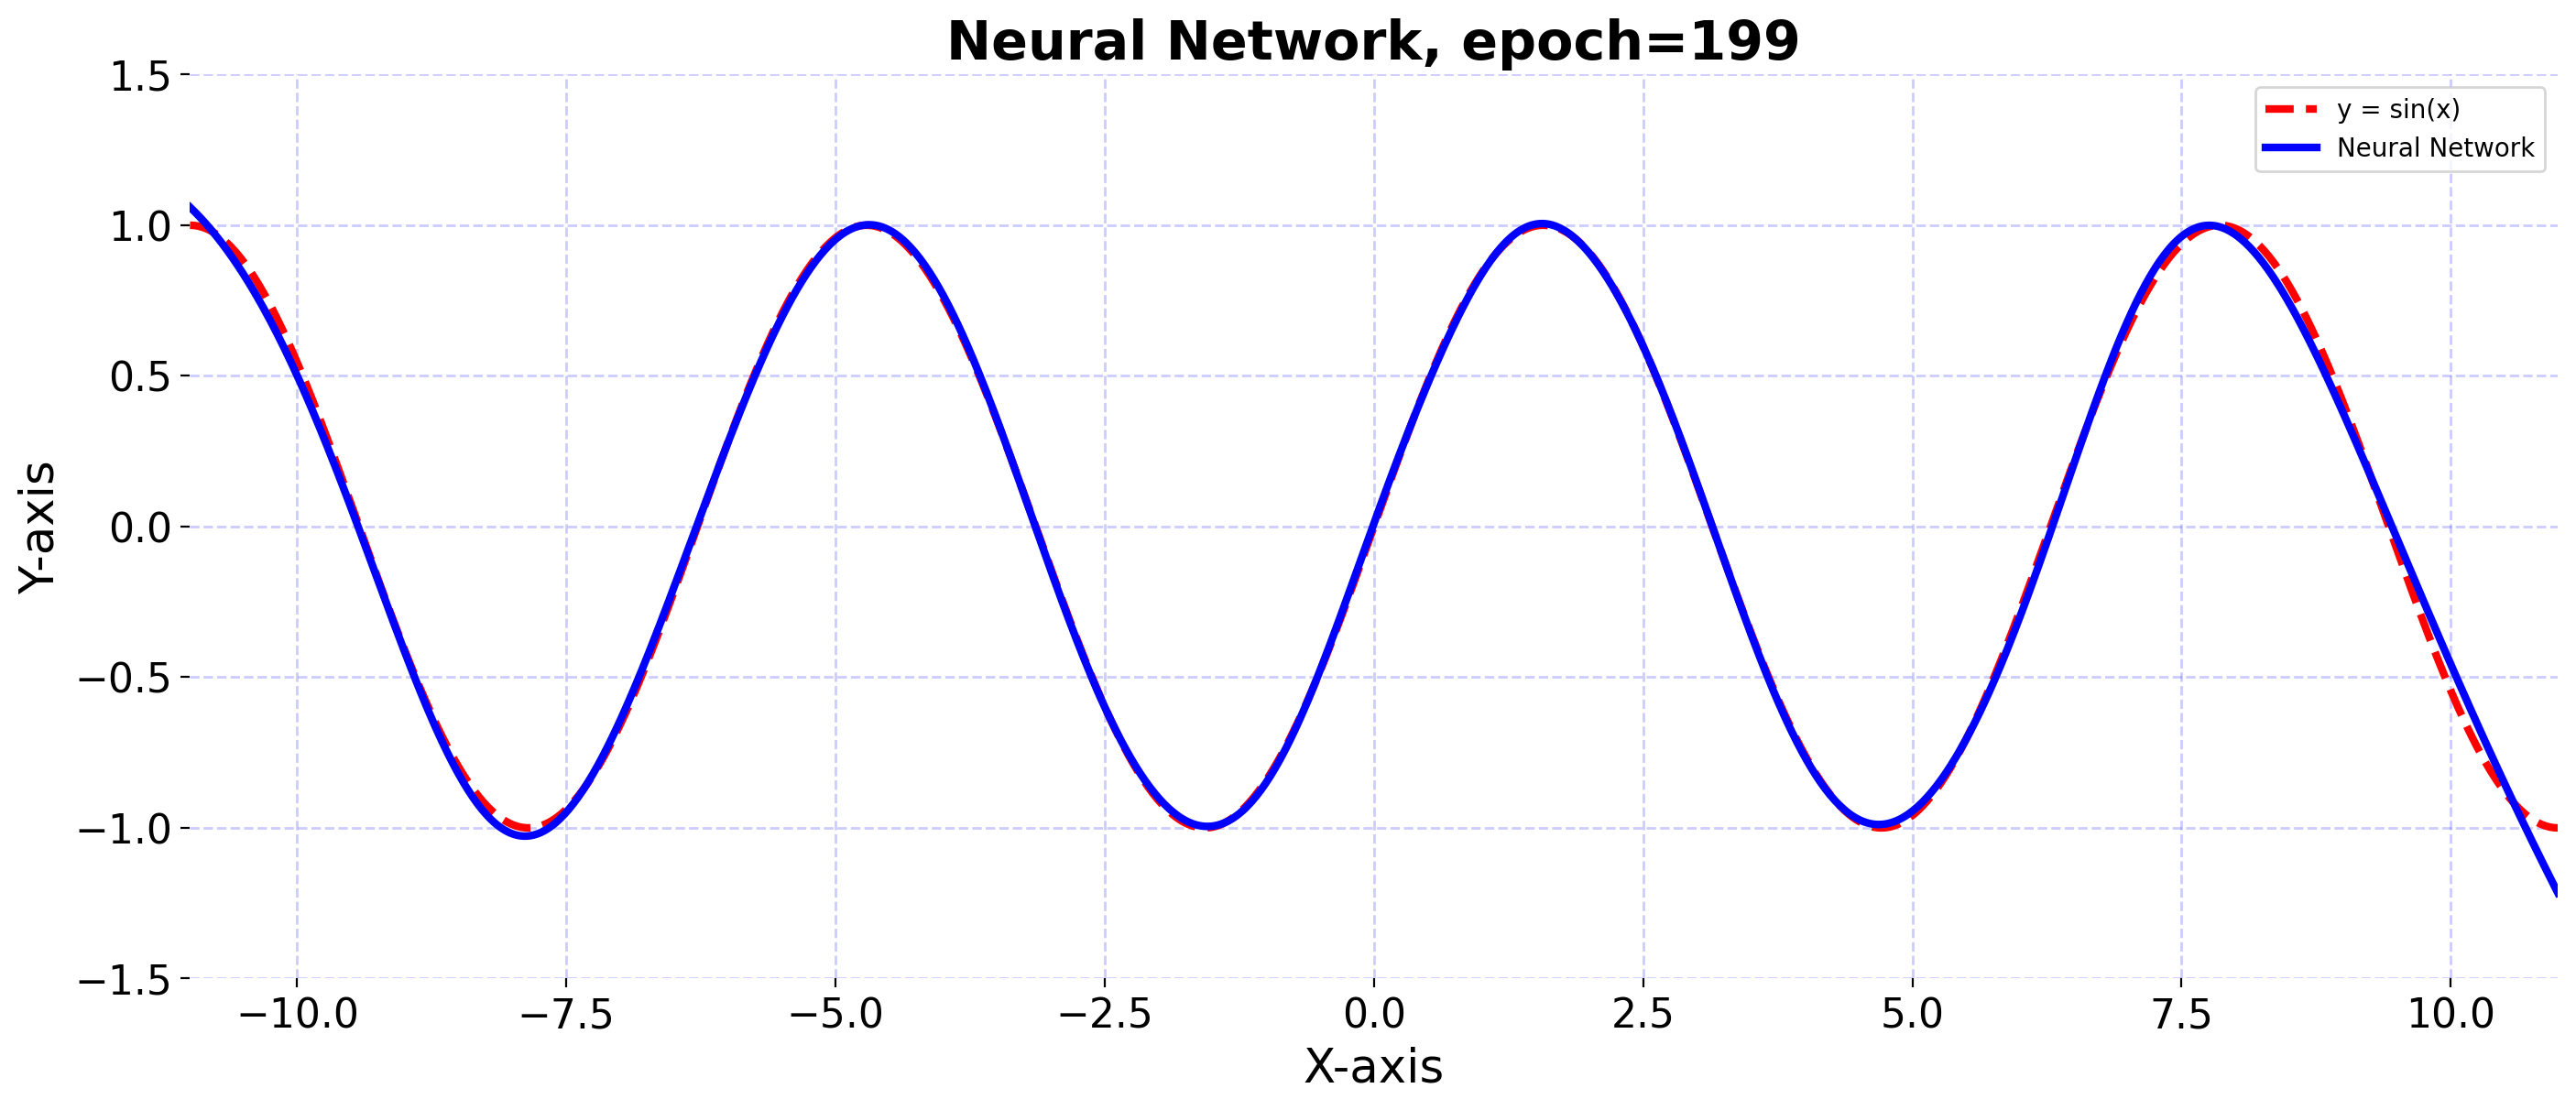 Neural Network, epoch=199
1.5
y = sin(x)
Neural Network
1.0
0.5
0.0
−0.5
−1.0
−1.5
Y-axis
−10.0 −7.5 −5.0 −2.5 0.0 2.5 5.0 7.5 10.0
X-axis